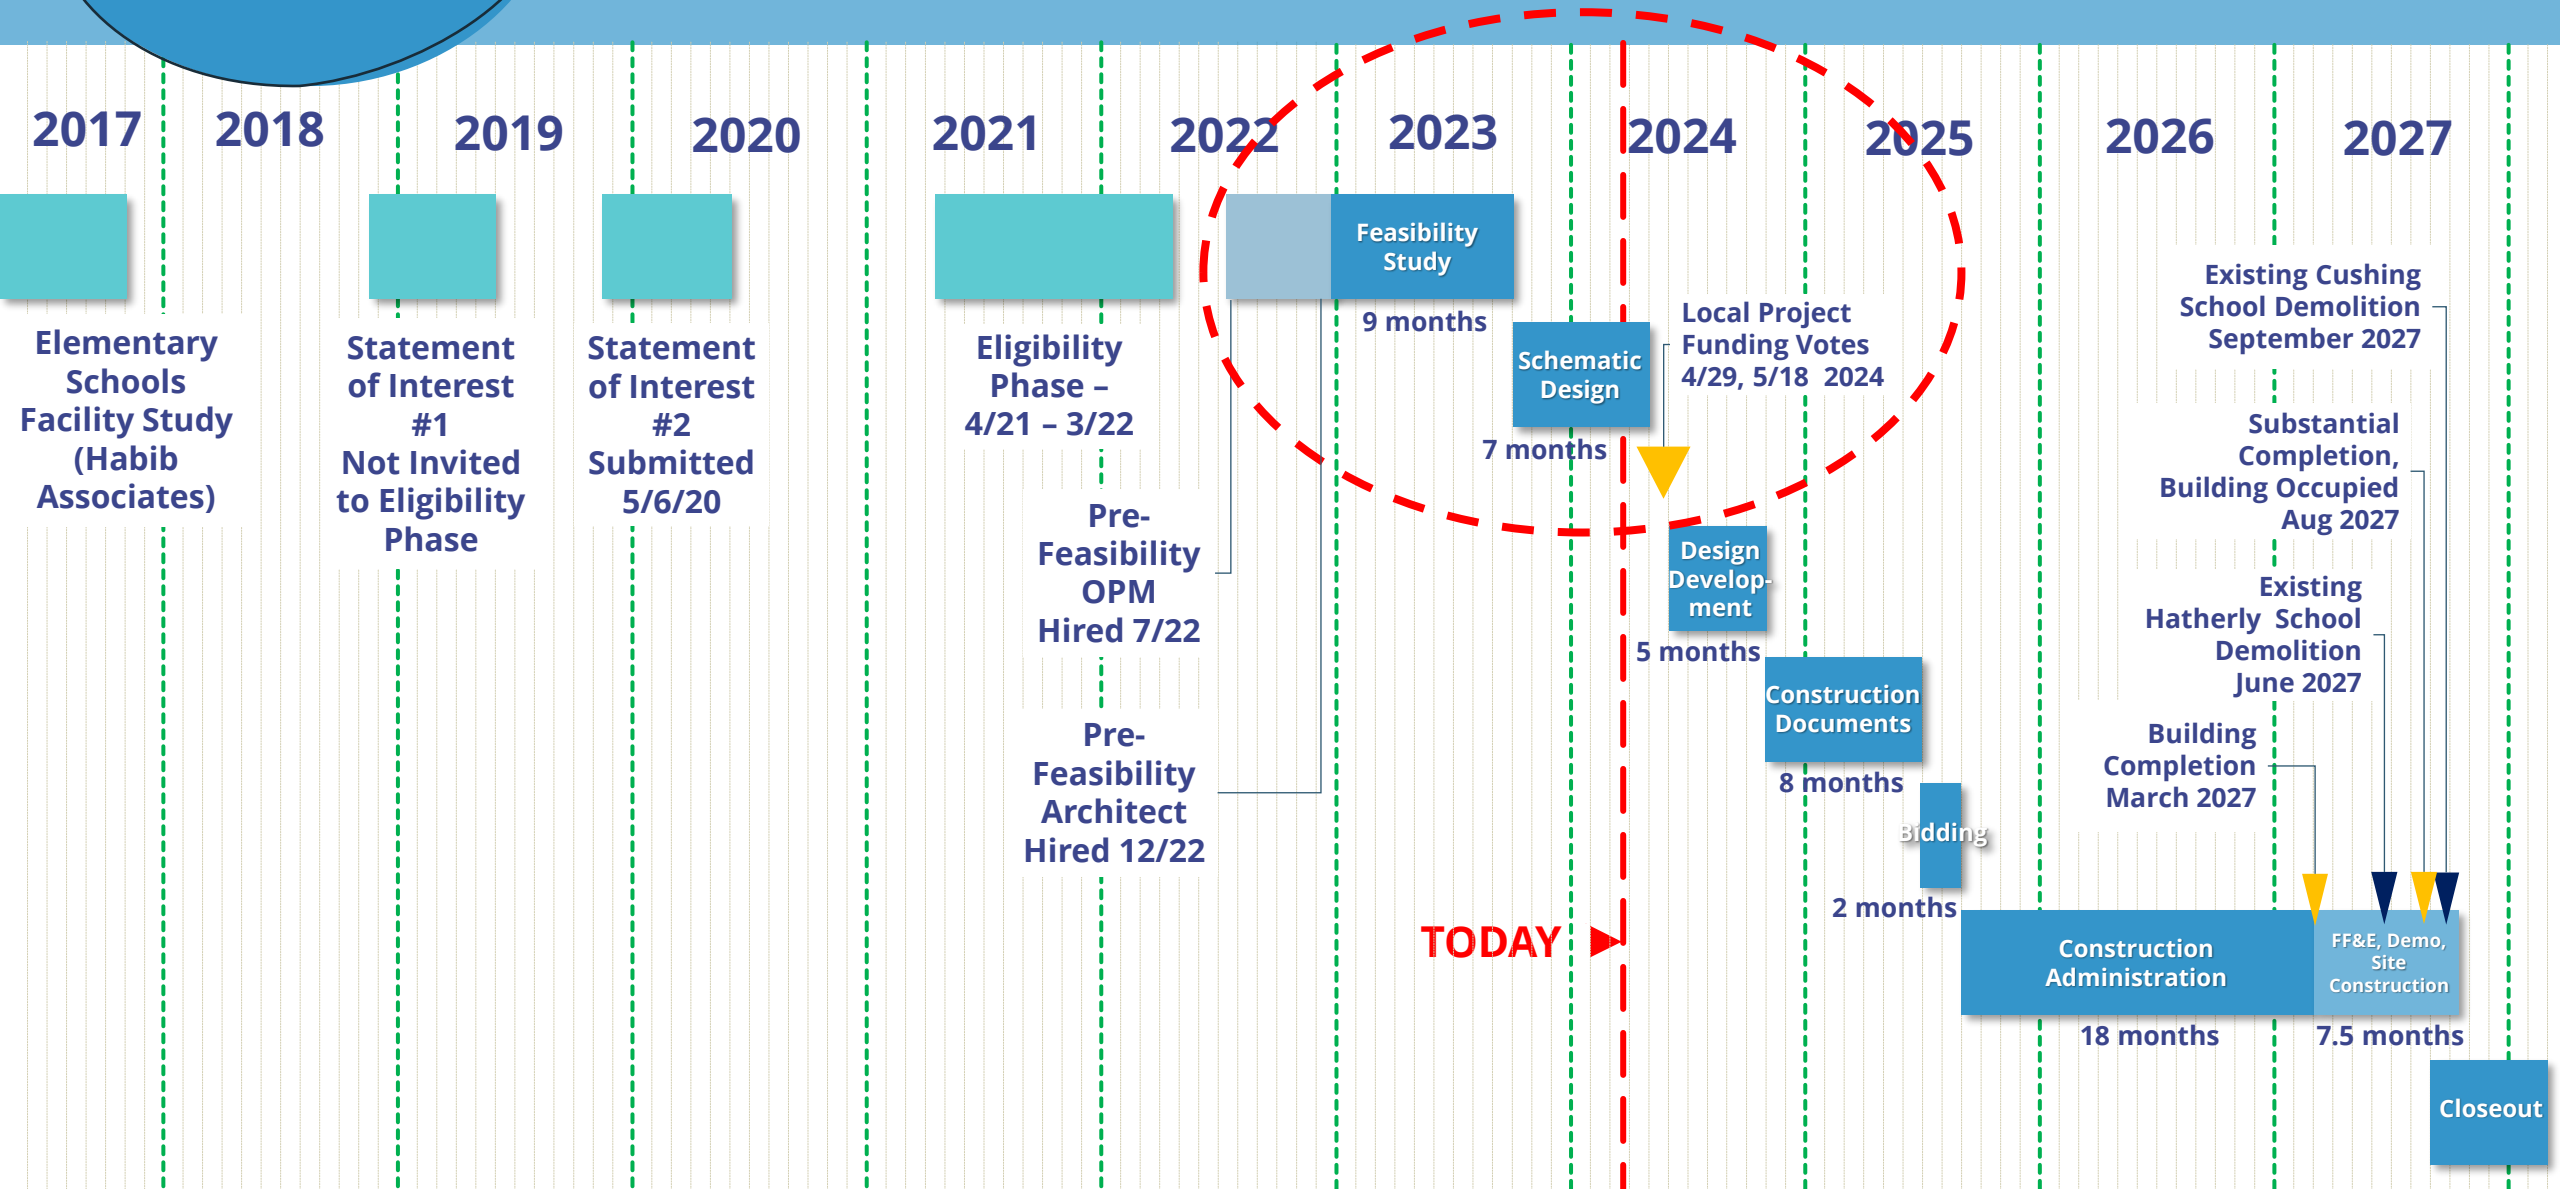 2017
2018
2019
2020
2021
2022
2023
2024
2025
2026
2027
Elementary
Schools
Facility Study
(Habib
Associates)
Statement
of Interest
#1
Not Invited
to Eligibility
Phase
Statement
of Interest
#2
Submitted
5/6/20
Eligibility
Phase –
4/21 – 3/22
Pre-
Feasibility
OPM
Hired 7/22
Pre-
Feasibility
Architect
Hired 12/22
Feasibility
Study
9 months
Schematic
Design
7 months
Local Project
Funding Votes
4/29, 5/18  2024
Design
Develop-
ment
5 months
Construction
Documents
8 months
Bidding
2 months
TODAY
Existing Cushing
School Demolition
September 2027
Substantial
Completion,
Building Occupied
Aug 2027
Existing
Hatherly  School
Demolition
June 2027
Building
Completion
March 2027
Construction
Administration
18 months
FF&E, Demo,
Site
Construction
7.5 months
Closeout